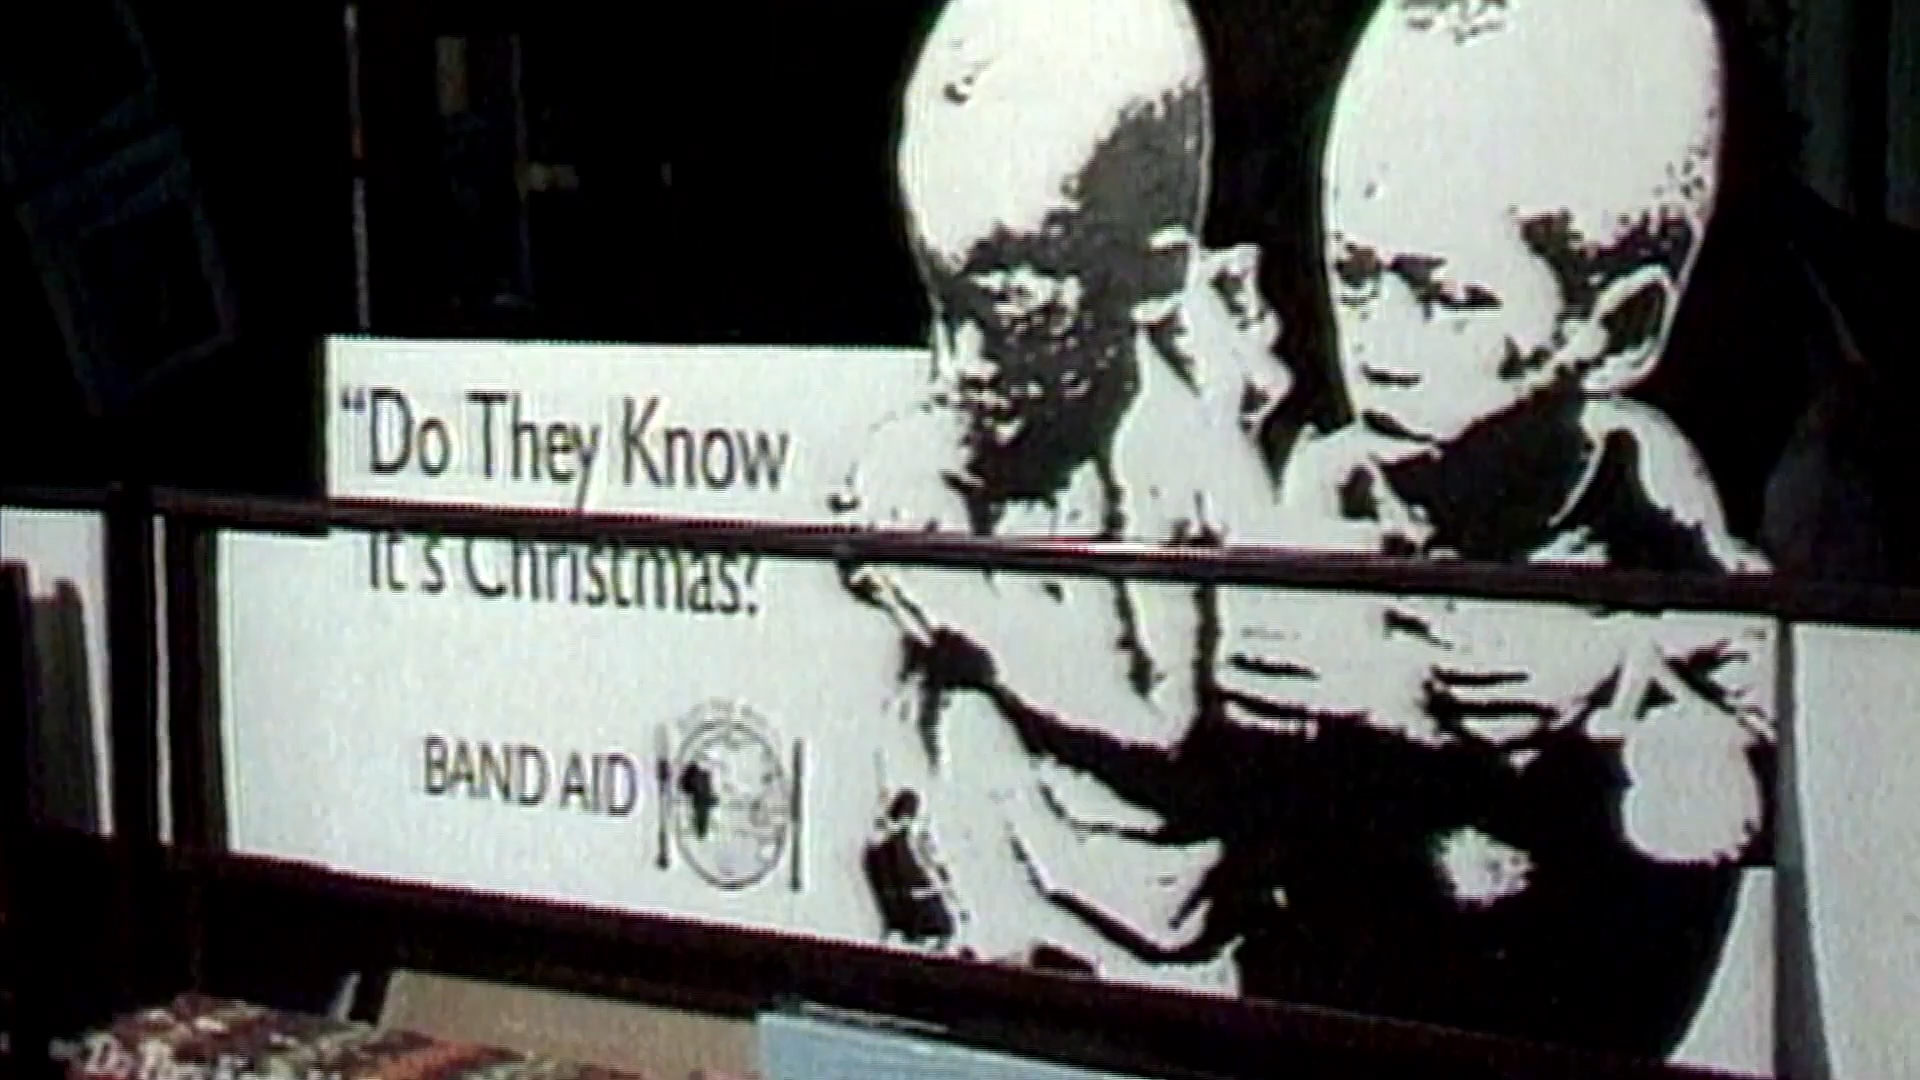 “Do They Know
It's Christmas?
BAND AID